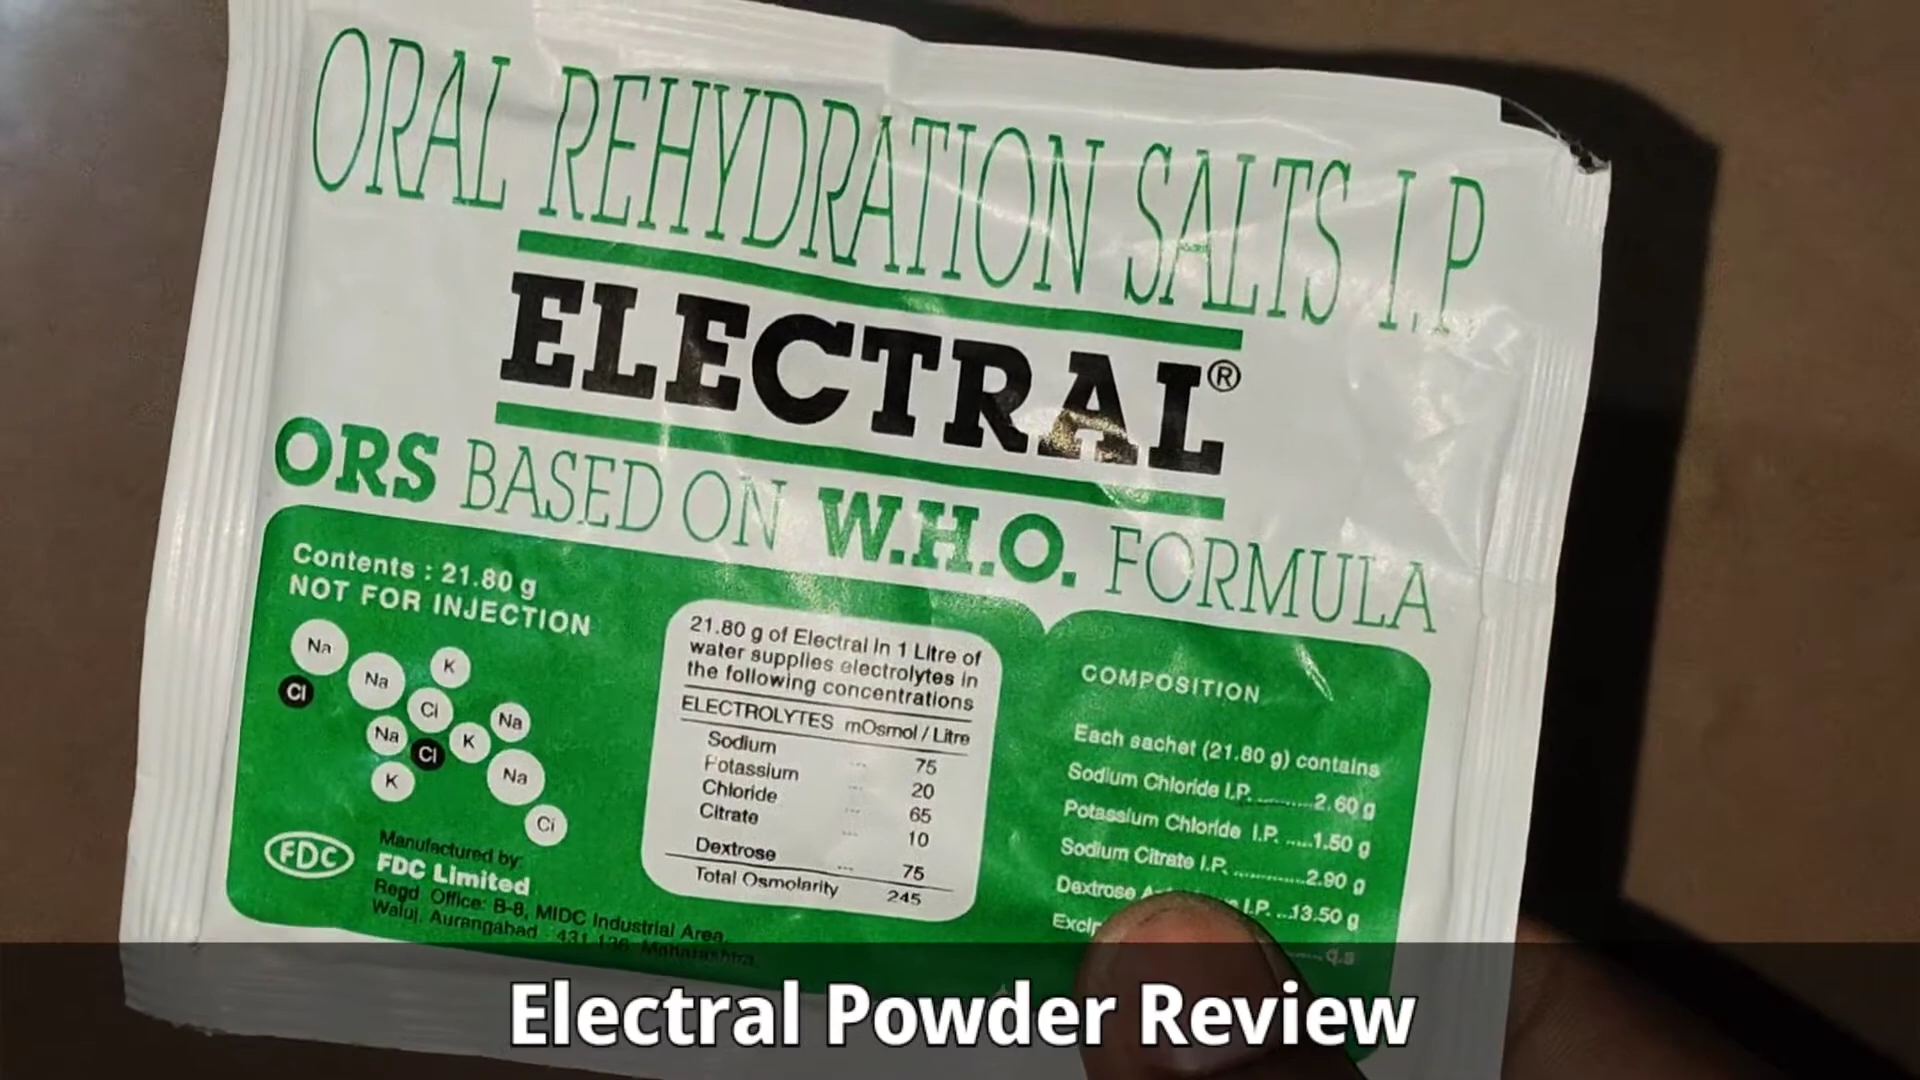 ORAL REHYDRATION SALTS I.P.
ELECTRAL®
ORS BASED ON W.H.O. FORMULA
Contents : 21.80 g
NOT FOR INJECTION
Na
K
Na
Cl
Cl
Na
Na
K
Cl
K
Na
Cl
FDC
Manufactured by:
FDC Limited
Regd. Office: B-8, MIDC Industrial Area,
Waluj, Aurangabad 431 136, Maharashtra
21.80 g of Electral in 1 Litre of
water supplies electrolytes in
the following concentrations
ELECTROLYTES mOsmol / Litre
Sodium ... 75
Potassium ... 20
Chloride ... 65
Citrate ... 10
Dextrose ... 75
Total Osmolarity 245
COMPOSITION
Each sachet (21.80 g) contains
Sodium Chloride I.P. ..........2.60 g
Potassium Chloride I.P. .....1.50 g
Sodium Citrate I.P. ............2.90 g
Dextrose I.P. ...13.50 g
q.s
Electral Powder Review